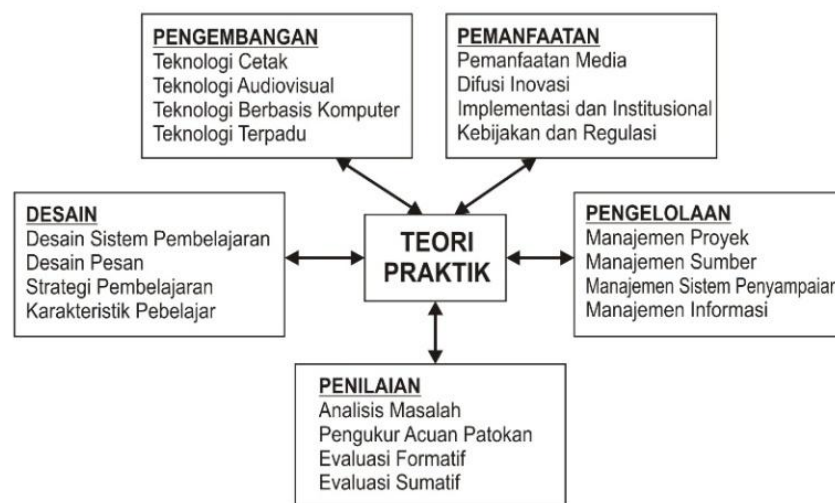 PENGEMBANGAN
Teknologi Cetak
Teknologi Audiovisual
Teknologi Berbasis Komputer
Teknologi Terpadu
PEMANFAATAN
Pemanfaatan Media
Difusi Inovasi
Implementasi dan Institusional
Kebijakan dan Regulasi
DESAIN
Desain Sistem Pembelajaran
Desain Pesan
Strategi Pembelajaran
Karakteristik Pebelajar
TEORI
PRAKTIK
PENGELOLAAN
Manajemen Proyek
Manajemen Sumber
Manajemen Sistem Penyampaian
Manajemen Informasi
PENILAIAN
Analisis Masalah
Pengukur Acuan Patokan
Evaluasi Formatif
Evaluasi Sumatif